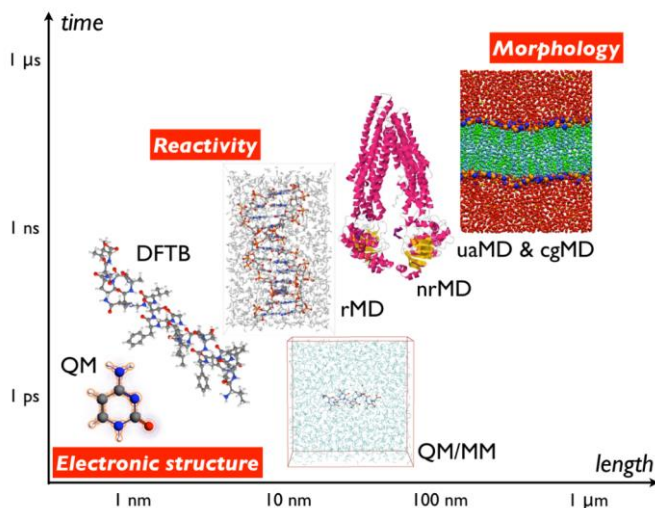 time
1 μs
Morphology
Reactivity
1 ns
DFTB
uaMD & cgMD
nrMD
rMD
QM
1 ps
QM/MM
Electronic structure
length
1 nm
10 nm
100 nm
1 μm